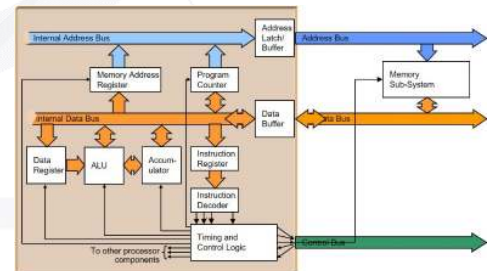 Internal Address Bus
Address
Latch/
Buffer
Address Bus
Memory Address
Register
Program
Counter
Memory
Sub-System
Internal Data Bus
Data
Buffer
Data Bus
Data
Register
ALU
Accum-
ulator
Instruction
Register
Instruction
Decoder
Timing and
Control Logic
Control Bus
To other processor
components